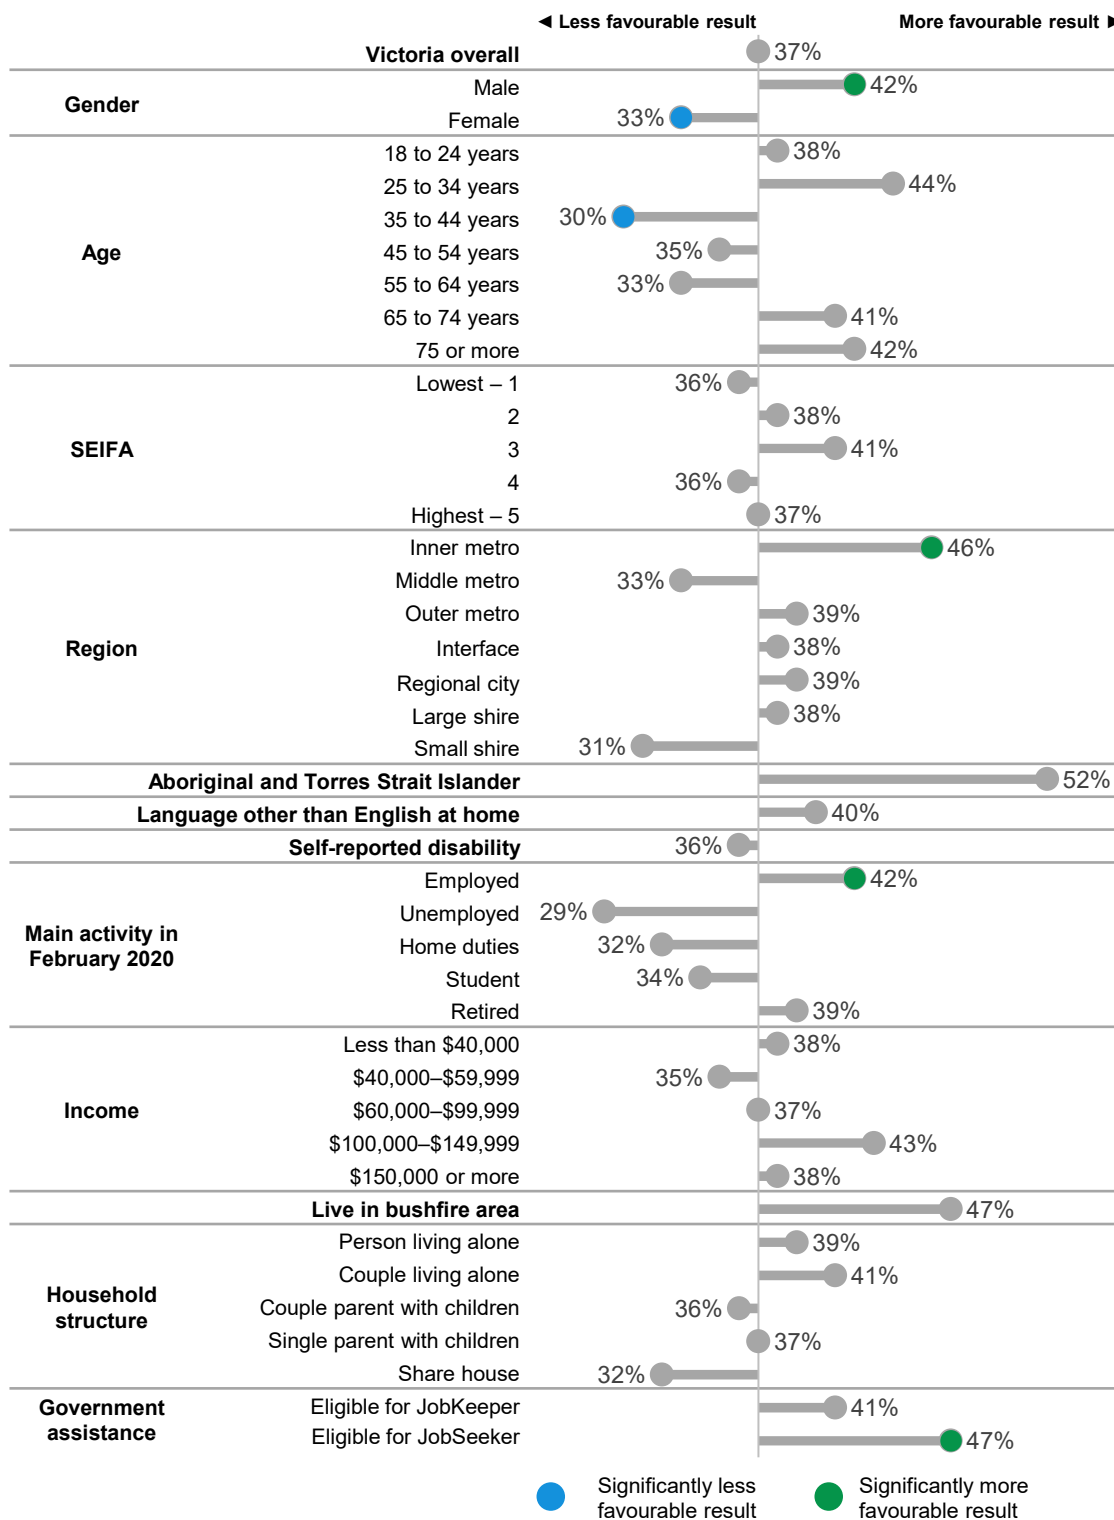 ◄ Less favourable result More favourable result ►
Victoria overall 37%
Gender
Male 42%
Female 33%
Age
18 to 24 years 38%
25 to 34 years 44%
35 to 44 years 30%
45 to 54 years 35%
55 to 64 years 33%
65 to 74 years 41%
75 or more 42%
SEIFA
Lowest – 1 36%
2 38%
3 41%
4 36%
Highest – 5 37%
Region
Inner metro 46%
Middle metro 33%
Outer metro 39%
Interface 38%
Regional city 39%
Large shire 38%
Small shire 31%
Aboriginal and Torres Strait Islander 52%
Language other than English at home 40%
Self-reported disability 36%
Main activity in
February 2020
Employed 42%
Unemployed 29%
Home duties 32%
Student 34%
Retired 39%
Income
Less than $40,000 38%
$40,000–$59,999 35%
$60,000–$99,999 37%
$100,000–$149,999 43%
$150,000 or more 38%
Live in bushfire area 47%
Household
structure
Person living alone 39%
Couple living alone 41%
Couple parent with children 36%
Single parent with children 37%
Share house 32%
Government
assistance
Eligible for JobKeeper 41%
Eligible for JobSeeker 47%
Significantly less
favourable result
Significantly more
favourable result